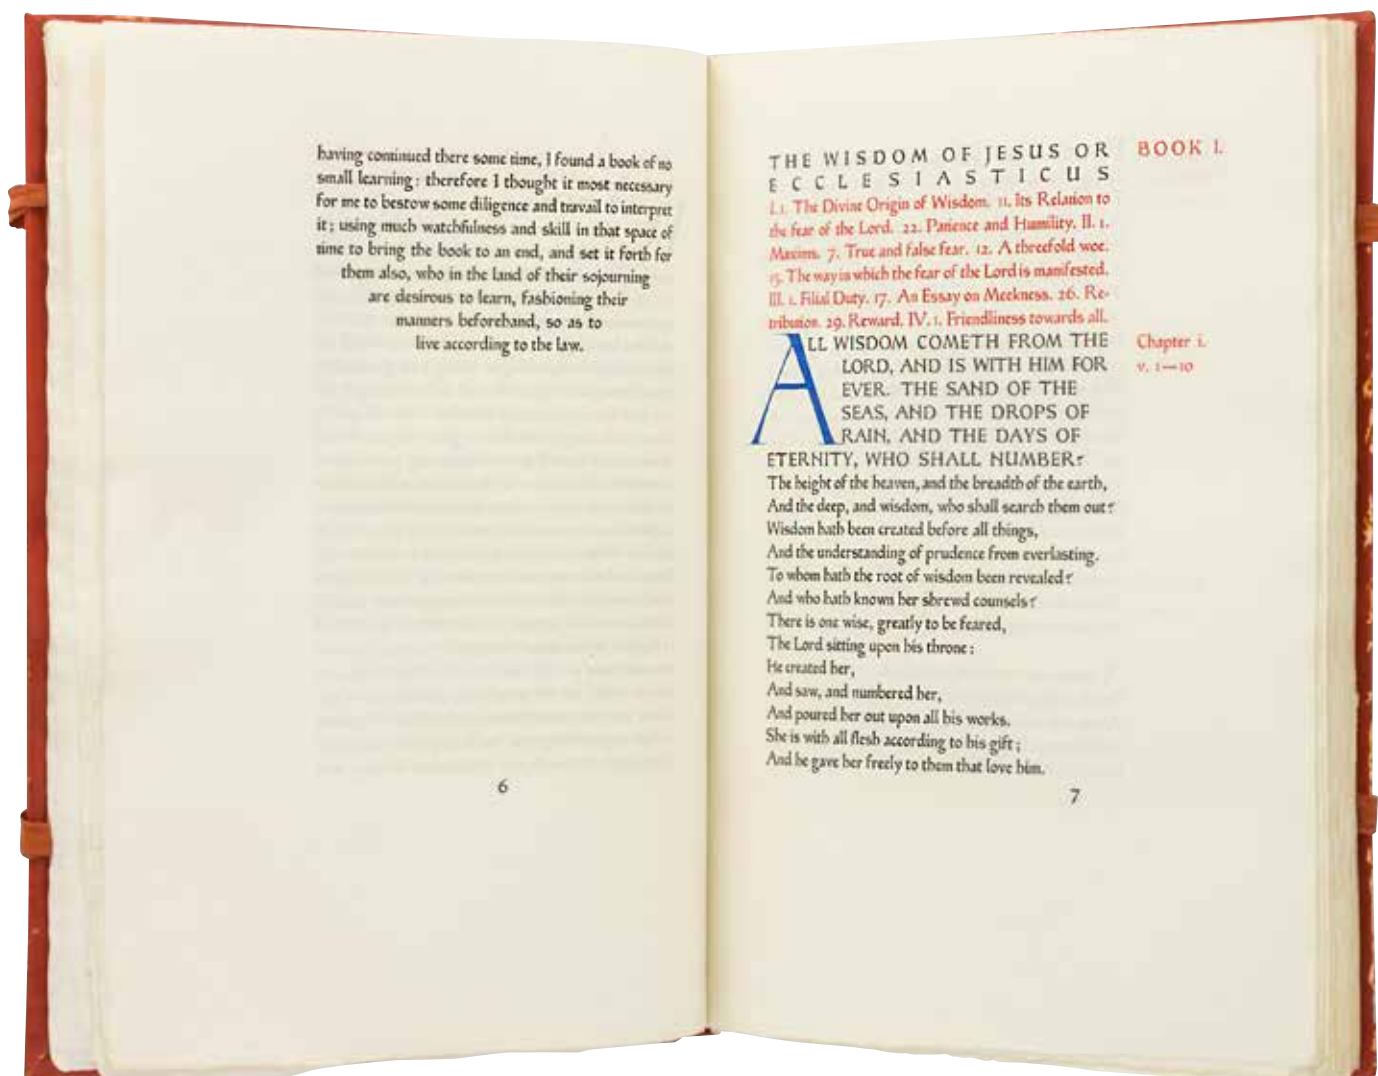 having continued there some time, I found a book of no
small learning: therefore I thought it most necessary
for me to bestow some diligence and travail to interpret
it; using much watchfulness and skill in that space of
time to bring the book to an end, and set it forth for
them also, who in the land of their sojourning
are desirous to learn, fashioning their
manners beforehand, so as to
live according to the law.
6
THE WISDOM OF JESUS OR
ECCLESIASTICUS
BOOK I.
I. 1. The Divine Origin of Wisdom. 11. Its Relation to
the fear of the Lord. 22. Patience and Humility. II. 1.
Maxims. 7. True and false fear. 12. A threefold woe.
15. The way in which the fear of the Lord is manifested.
III. 1. Filial Duty. 17. An Essay on Meekness. 26. Re-
tribution. 29. Reward. IV. 1. Friendliness towards all.
ALL WISDOM COMETH FROM THE
LORD, AND IS WITH HIM FOR
EVER. THE SAND OF THE
SEAS, AND THE DROPS OF
RAIN, AND THE DAYS OF
ETERNITY, WHO SHALL NUMBER?
Chapter i.
v. 1—10
The height of the heaven, and the breadth of the earth,
And the deep, and wisdom, who shall search them out?
Wisdom hath been created before all things,
And the understanding of prudence from everlasting.
To whom hath the root of wisdom been revealed?
And who hath known her shrewd counsels?
There is one wise, greatly to be feared,
The Lord sitting upon his throne:
He created her,
And saw, and numbered her,
And poured her out upon all his works.
She is with all flesh according to his gift;
And he gave her freely to them that love him.
7